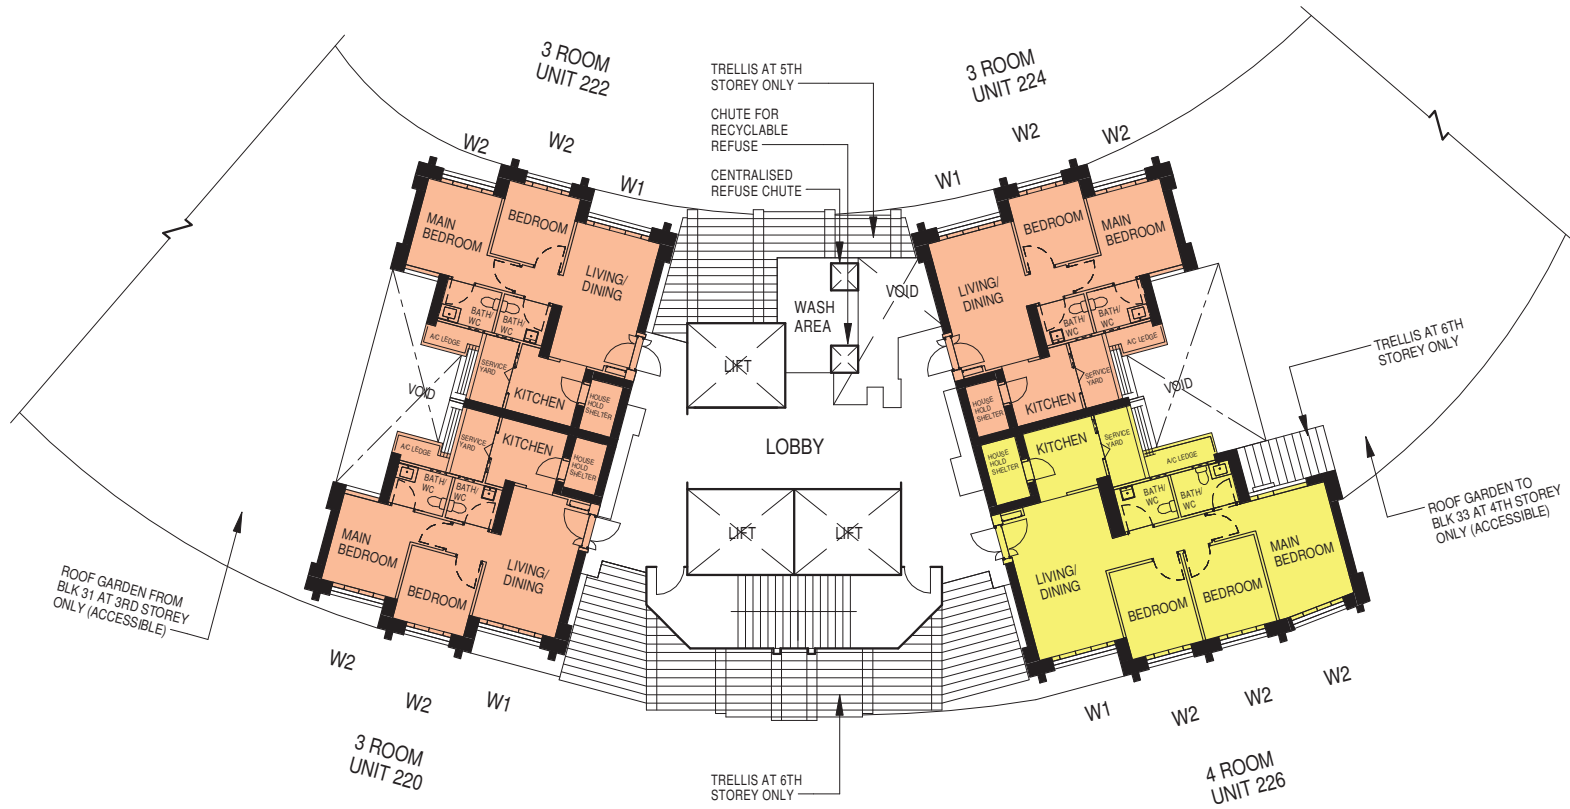 3 ROOM
UNIT 222
3 ROOM
UNIT 224
TRELLIS AT 5TH
STOREY ONLY
CHUTE FOR
RECYCLABLE
REFUSE
CENTRALISED
REFUSE CHUTE
W2
W2
W1
W1
W2
W2
MAIN
BEDROOM
BEDROOM
LIVING/
DINING
BATH/
WC
BATH/
WC
A/C LEDGE
SERVICE
YARD
KITCHEN
HOUSE
HOLD
SHELTER
VOID
LIFT
WASH
AREA
VOID
BEDROOM
MAIN
BEDROOM
LIVING/
DINING
BATH/
WC
BATH/
WC
A/C LEDGE
SERVICE
YARD
KITCHEN
HOUSE
HOLD
SHELTER
VOID
TRELLIS AT 6TH
STOREY ONLY
LOBBY
KITCHEN
SERVICE
YARD
HOUSE
HOLD
SHELTER
A/C LEDGE
BATH/
WC
BATH/
WC
MAIN
BEDROOM
BEDROOM
LIVING/
DINING
LIFT
LIFT
KITCHEN
SERVICE
YARD
HOUSE
HOLD
SHELTER
A/C LEDGE
BATH/
WC
BATH/
WC
LIVING/
DINING
BEDROOM
BEDROOM
MAIN
BEDROOM
ROOF GARDEN TO
BLK 33 AT 4TH STOREY
ONLY (ACCESSIBLE)
ROOF GARDEN FROM
BLK 31 AT 3RD STOREY
ONLY (ACCESSIBLE)
W2
W2
W1
W1
W2
W2
W2
3 ROOM
UNIT 220
TRELLIS AT 6TH
STOREY ONLY
4 ROOM
UNIT 226